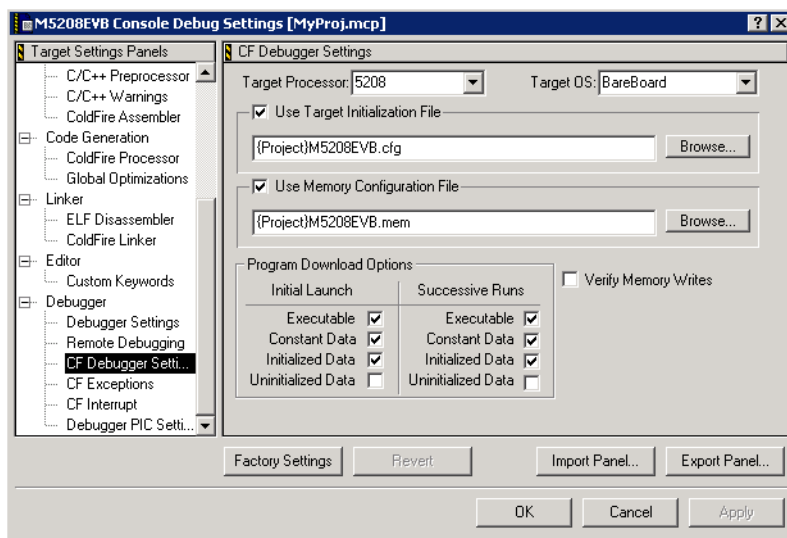 M5208EVB Console Debug Settings [MyProj.mcp]
Target Settings Panels
C/C++ Preprocessor
C/C++ Warnings
ColdFire Assembler
Code Generation
ColdFire Processor
Global Optimizations
Linker
ELF Disassembler
ColdFire Linker
Editor
Custom Keywords
Debugger
Debugger Settings
Remote Debugging
CF Debugger Setti...
CF Exceptions
CF Interrupt
Debugger PIC Setti...
CF Debugger Settings
Target Processor: 5208 Target OS: BareBoard
Use Target Initialization File
{Project}M5208EVB.cfg Browse...
Use Memory Configuration File
{Project}M5208EVB.mem Browse...
Program Download Options
Initial Launch Successive Runs
Executable Executable
Constant Data Constant Data
Initialized Data Initialized Data
Uninitialized Data Uninitialized Data
Verify Memory Writes
Factory Settings Revert Import Panel... Export Panel...
OK Cancel Apply